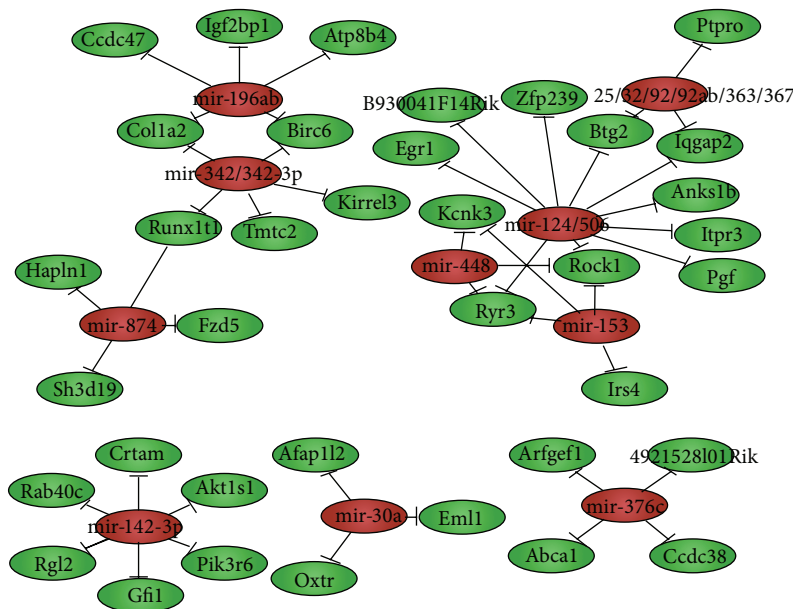 Igf2bp1
Ccdc47
Atp8b4
mir-196ab
Col1a2
Birc6
mir-342/342-3p
Kirrel3
Runx1t1
Tmtc2
Hapln1
mir-874
Fzd5
Sh3d19
Ptpro
25/32/92/92ab/363/367
B930041F14Rik
Zfp239
Btg2
Iqgap2
Egr1
Anks1b
Kcnk3
mir-124/506
Itpr3
mir-448
Rock1
Pgf
Ryr3
mir-153
Irs4
Crtam
Rab40c
Akt1s1
mir-142-3p
Rgl2
Pik3r6
Gfi1
Afap1l2
mir-30a
Eml1
Oxtr
Arfgef1
4921528l01Rik
mir-376c
Abca1
Ccdc38